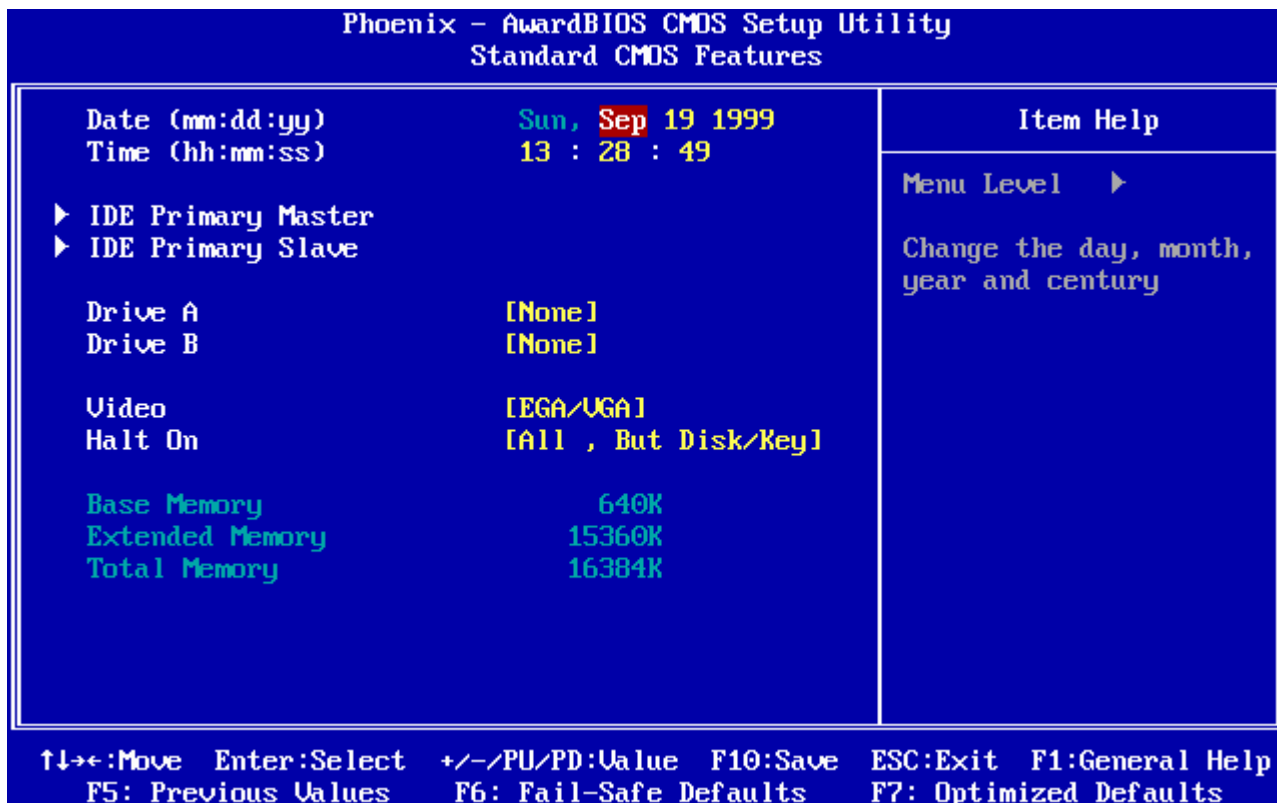 Phoenix - AwardBIOS CMOS Setup Utility
Standard CMOS Features
Date (mm:dd:yy) Sun, Sep 19 1999
Time (hh:mm:ss) 13 : 28 : 49
IDE Primary Master
IDE Primary Slave
Drive A [None]
Drive B [None]
Video [EGA/VGA]
Halt On [All , But Disk/Key]
Base Memory 640K
Extended Memory 15360K
Total Memory 16384K
Item Help
Menu Level
Change the day, month,
year and century
↑↓→←:Move Enter:Select +/-/PU/PD:Value F10:Save ESC:Exit F1:General Help
F5: Previous Values F6: Fail-Safe Defaults F7: Optimized Defaults